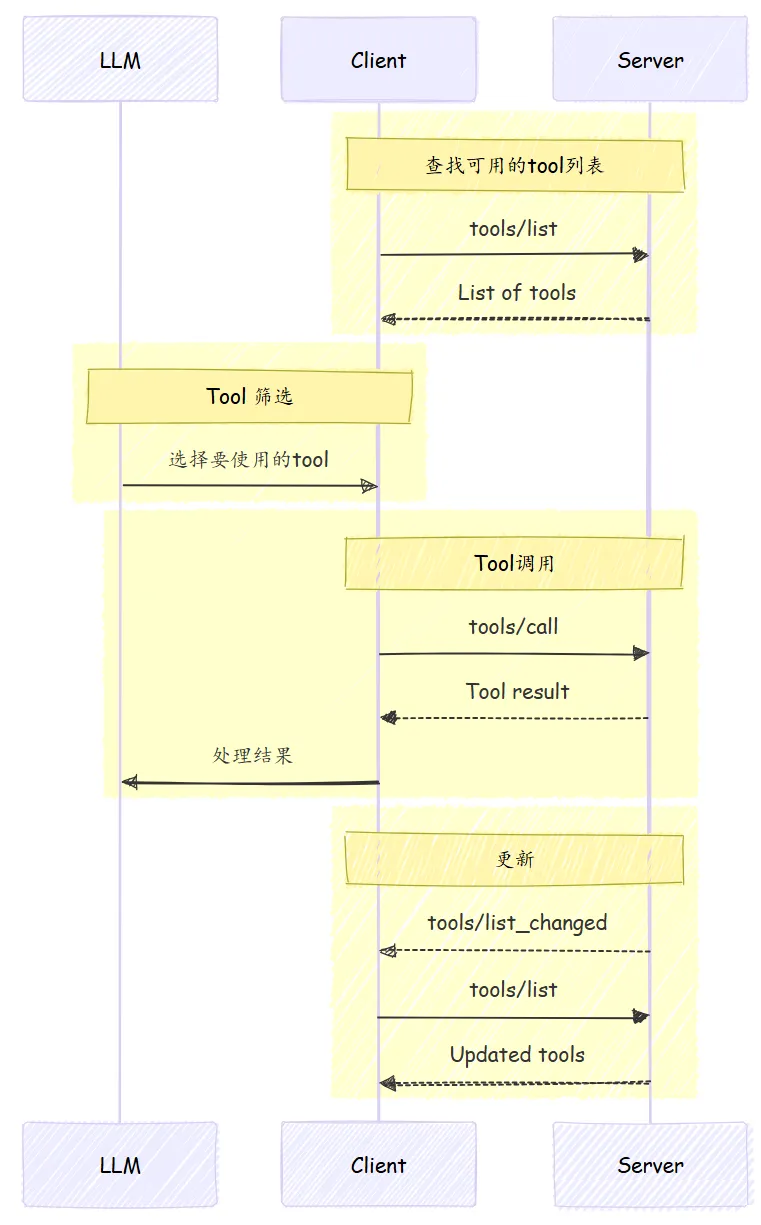 LLM
Client
Server
查找可用的tool列表
tools/list
List of tools
Tool 筛选
选择要使用的tool
Tool调用
tools/call
Tool result
处理结果
更新
tools/list_changed
tools/list
Updated tools
LLM
Client
Server